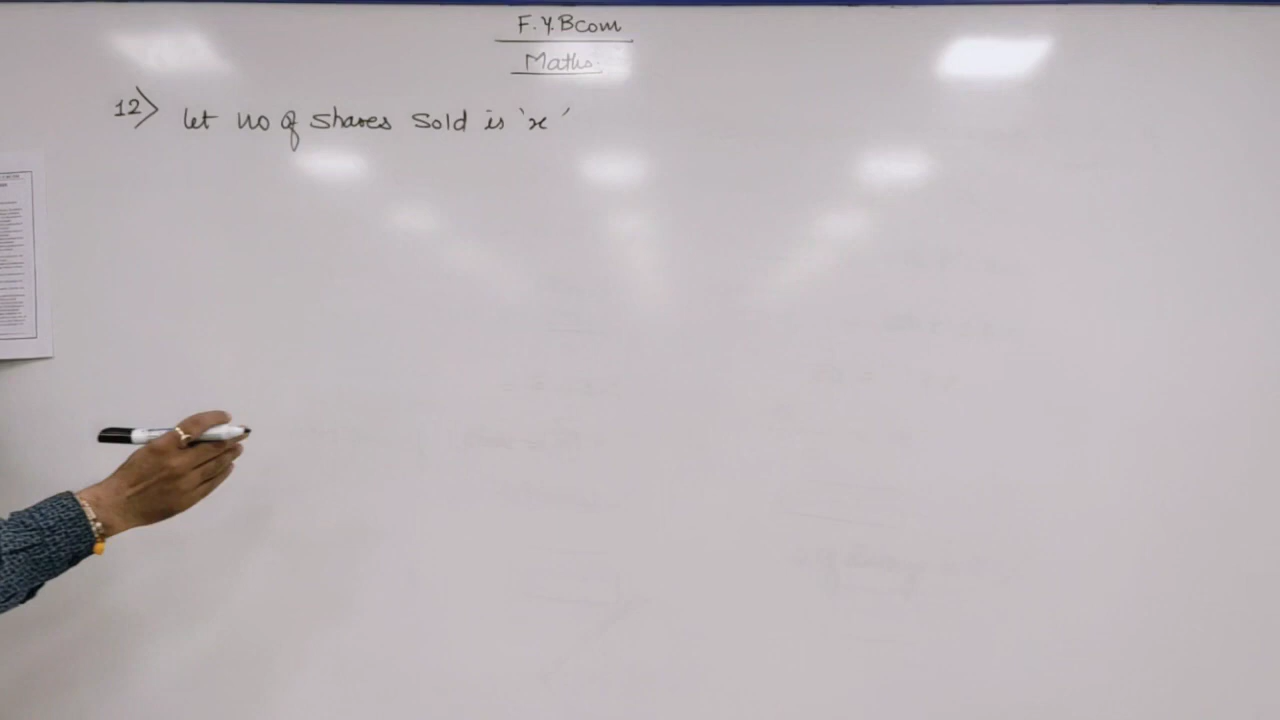 F.Y.Bcom
Maths.
12> let no of shares sold is 'x'